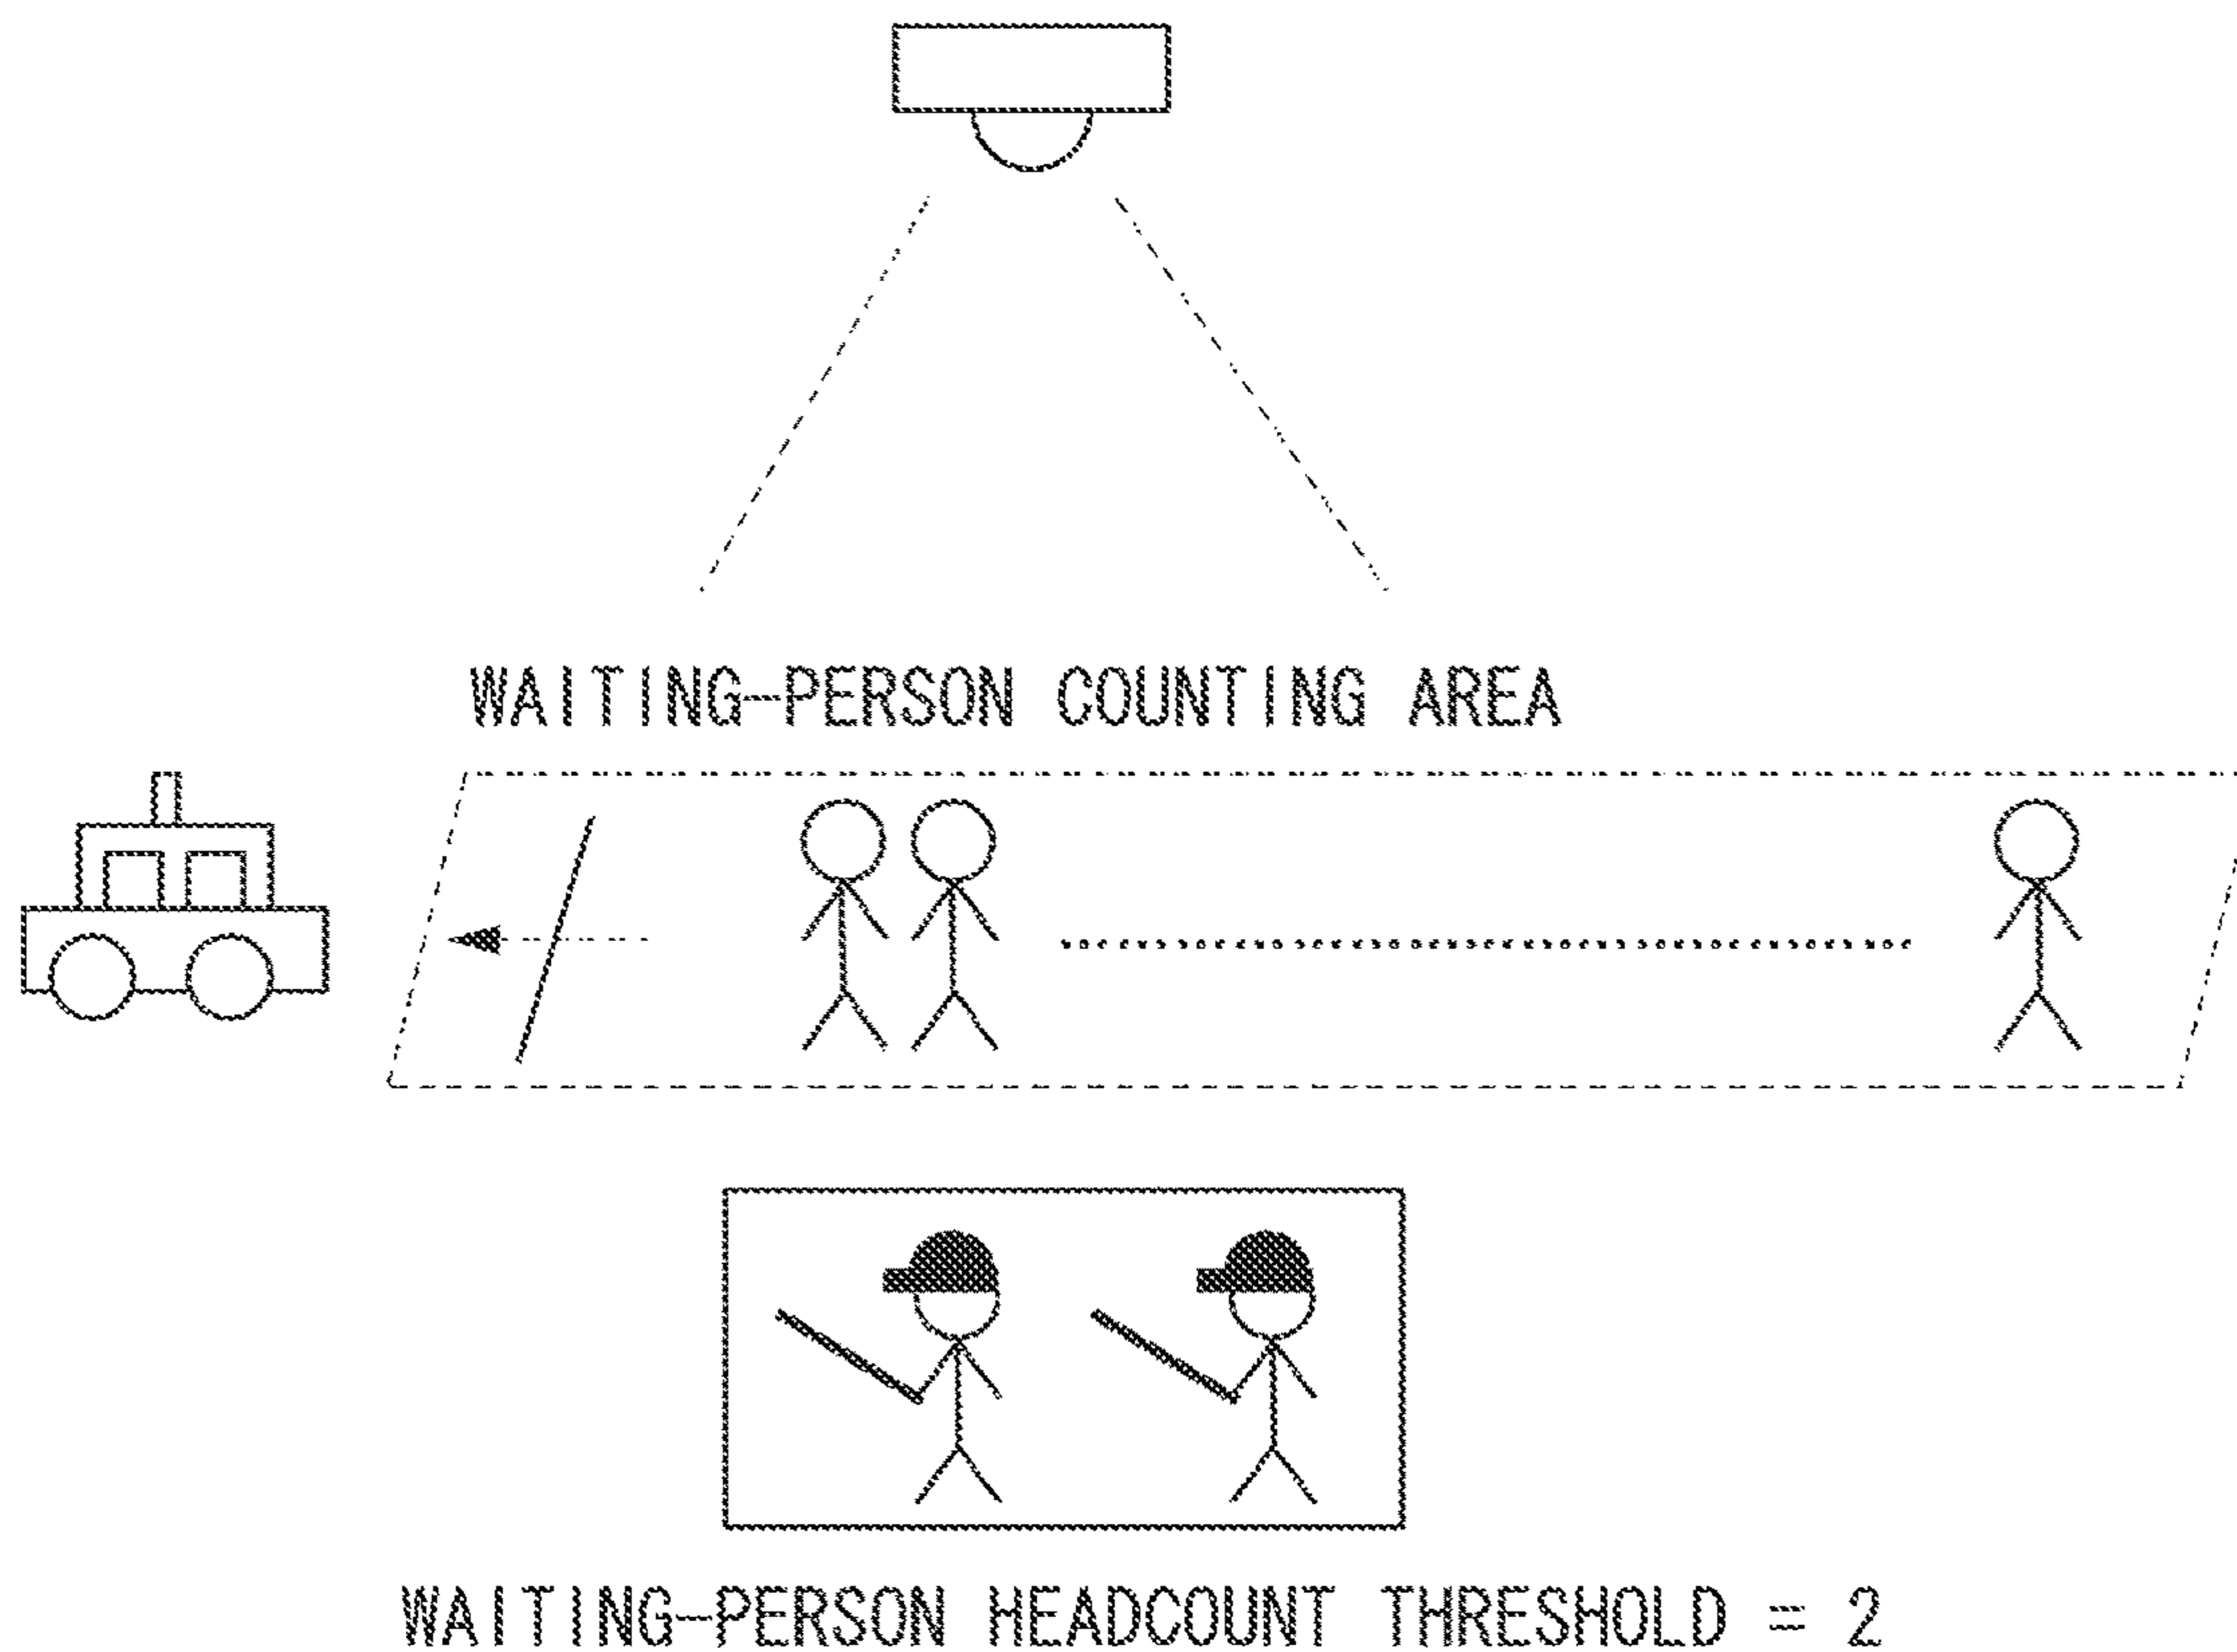 WAITING-PERSON COUNTING AREA
WAITING-PERSON HEADCOUNT THRESHOLD = 2